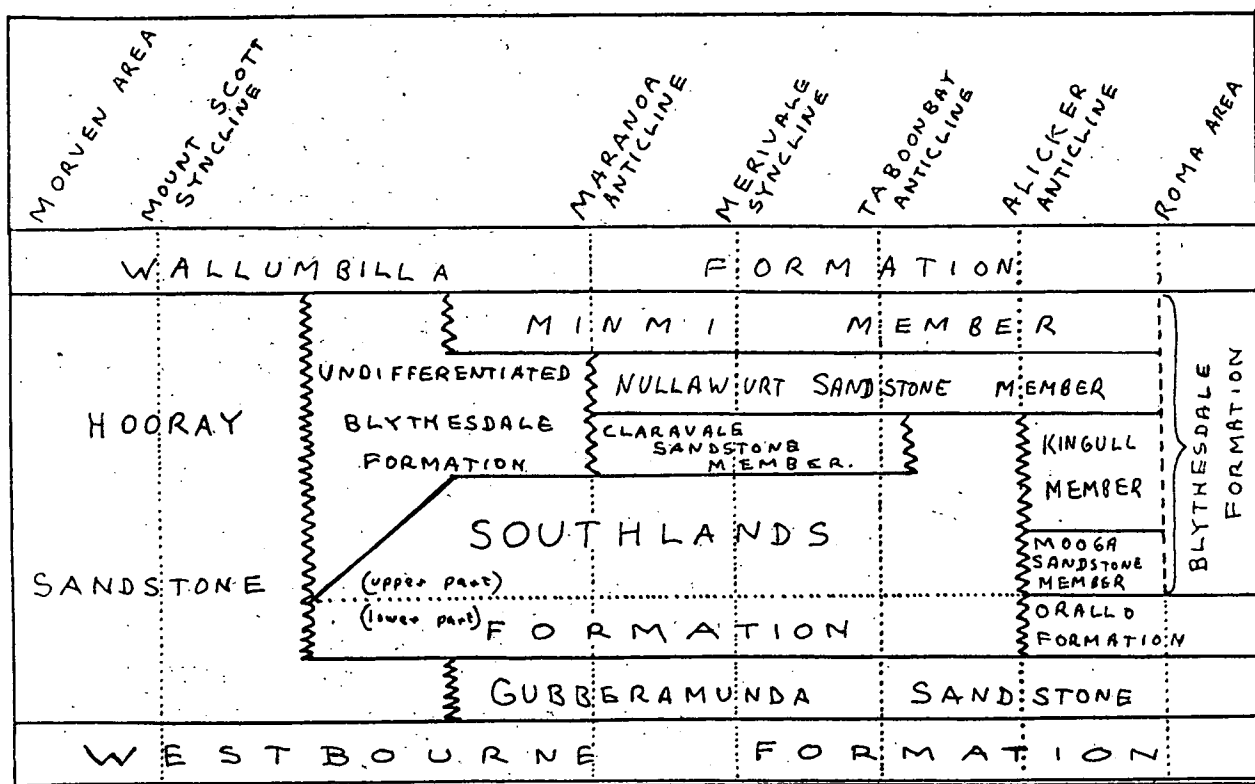 MORVEN AREA
MOUNT SCOTT
SYNCLINE
MARANOA
ANTICLINE
MERIVALE
SYNCLINE
TABOONBAY
ANTICLINE
ALICKER
ANTICLINE
ROMA AREA
WALLUMBILLA FORMATION
MINMI MEMBER
UNDIFFERENTIATED
BLYTHESDALE
FORMATION
NULLAWURT SANDSTONE MEMBER
HOORAY
SANDSTONE
CLARAVALE
SANDSTONE
MEMBER.
KINGULL
MEMBER
BLYTHESDALE
FORMATION
SOUTHLANDS
MOOGA
SANDSTONE
MEMBER
(upper part)
(lower part)
FORMATION
ORALLO
FORMATION
GUBBERAMUNDA SANDSTONE
WESTBOURNE FORMATION